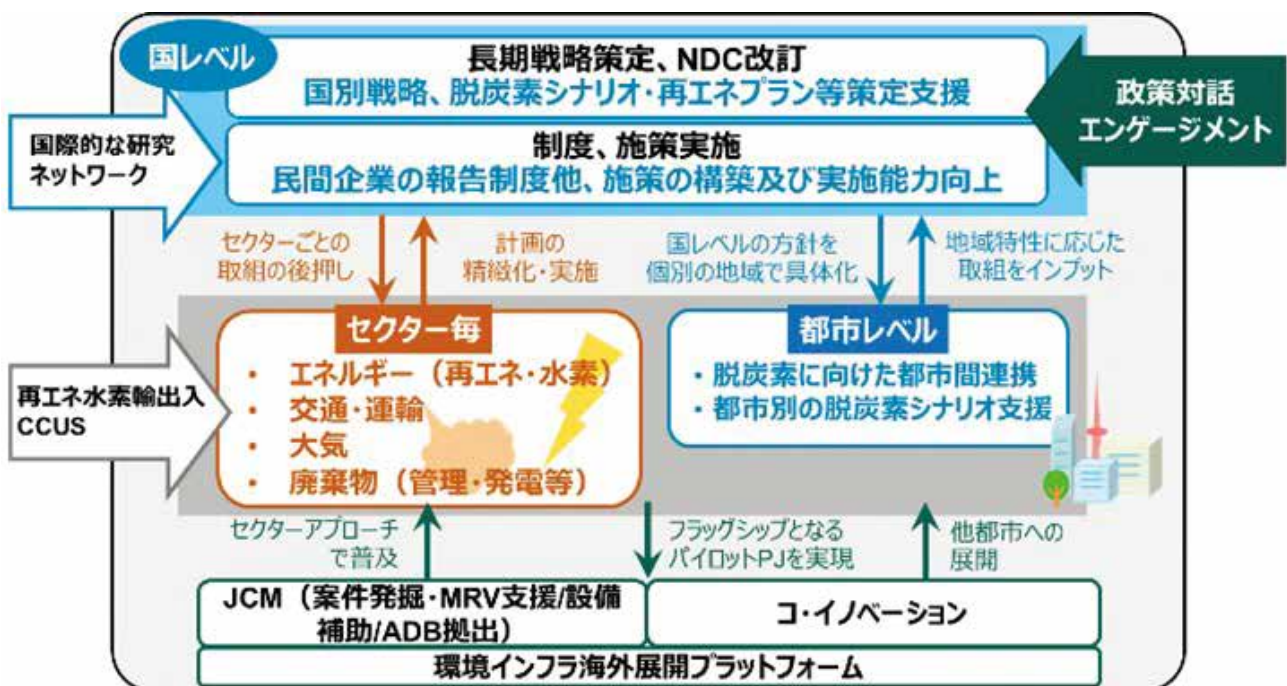 国レベル
長期戦略策定、NDC改訂
国別戦略、脱炭素シナリオ・再エネプラン等策定支援
政策対話
エンゲージメント
国際的な研究
ネットワーク
制度、施策実施
民間企業の報告制度他、施策の構築及び実施能力向上
セクターごとの
取組の後押し
計画の
精緻化・実施
国レベルの方針を
個別の地域で具体化
地域特性に応じた
取組をインプット
再エネ水素輸出入
CCUS
セクター毎
・ エネルギー（再エネ・水素）
・ 交通・運輸
・ 大気
・ 廃棄物（管理・発電等）
都市レベル
・脱炭素に向けた都市間連携
・都市別の脱炭素シナリオ支援
セクターアプローチ
で普及
フラッグシップとなる
パイロットPJを実現
他都市への
展開
JCM（案件発掘・MRV支援/設備
補助/ADB拠出）
コ・イノベーション
環境インフラ海外展開プラットフォーム